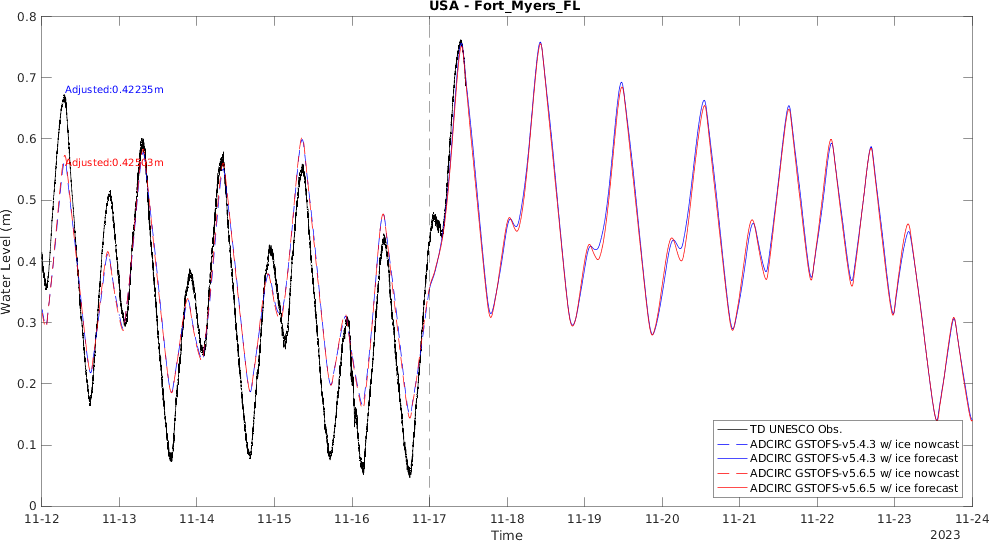 USA - Fort_Myers_FL
0.8
0.7
0.6
0.5
0.4
0.3
0.2
0.1
0
Water Level (m)
Adjusted:0.42235m
Adjusted:0.42503m
TD UNESCO Obs.
ADCIRC GSTOFS-v5.4.3 w/ ice nowcast
ADCIRC GSTOFS-v5.4.3 w/ ice forecast
ADCIRC GSTOFS-v5.6.5 w/ ice nowcast
ADCIRC GSTOFS-v5.6.5 w/ ice forecast
11-12 11-13 11-14 11-15 11-16 11-17 11-18 11-19 11-20 11-21 11-22 11-23 11-24
Time
2023